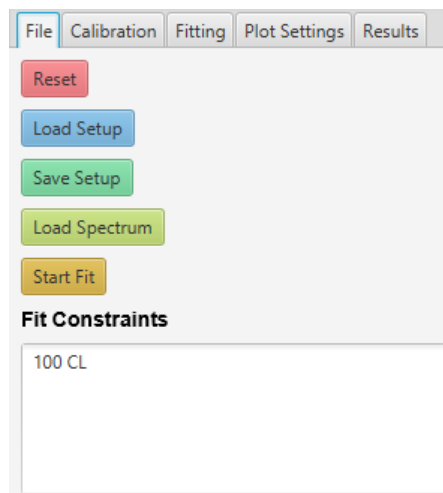 File Calibration Fitting Plot Settings Results
Reset
Load Setup
Save Setup
Load Spectrum
Start Fit
Fit Constraints
100 CL